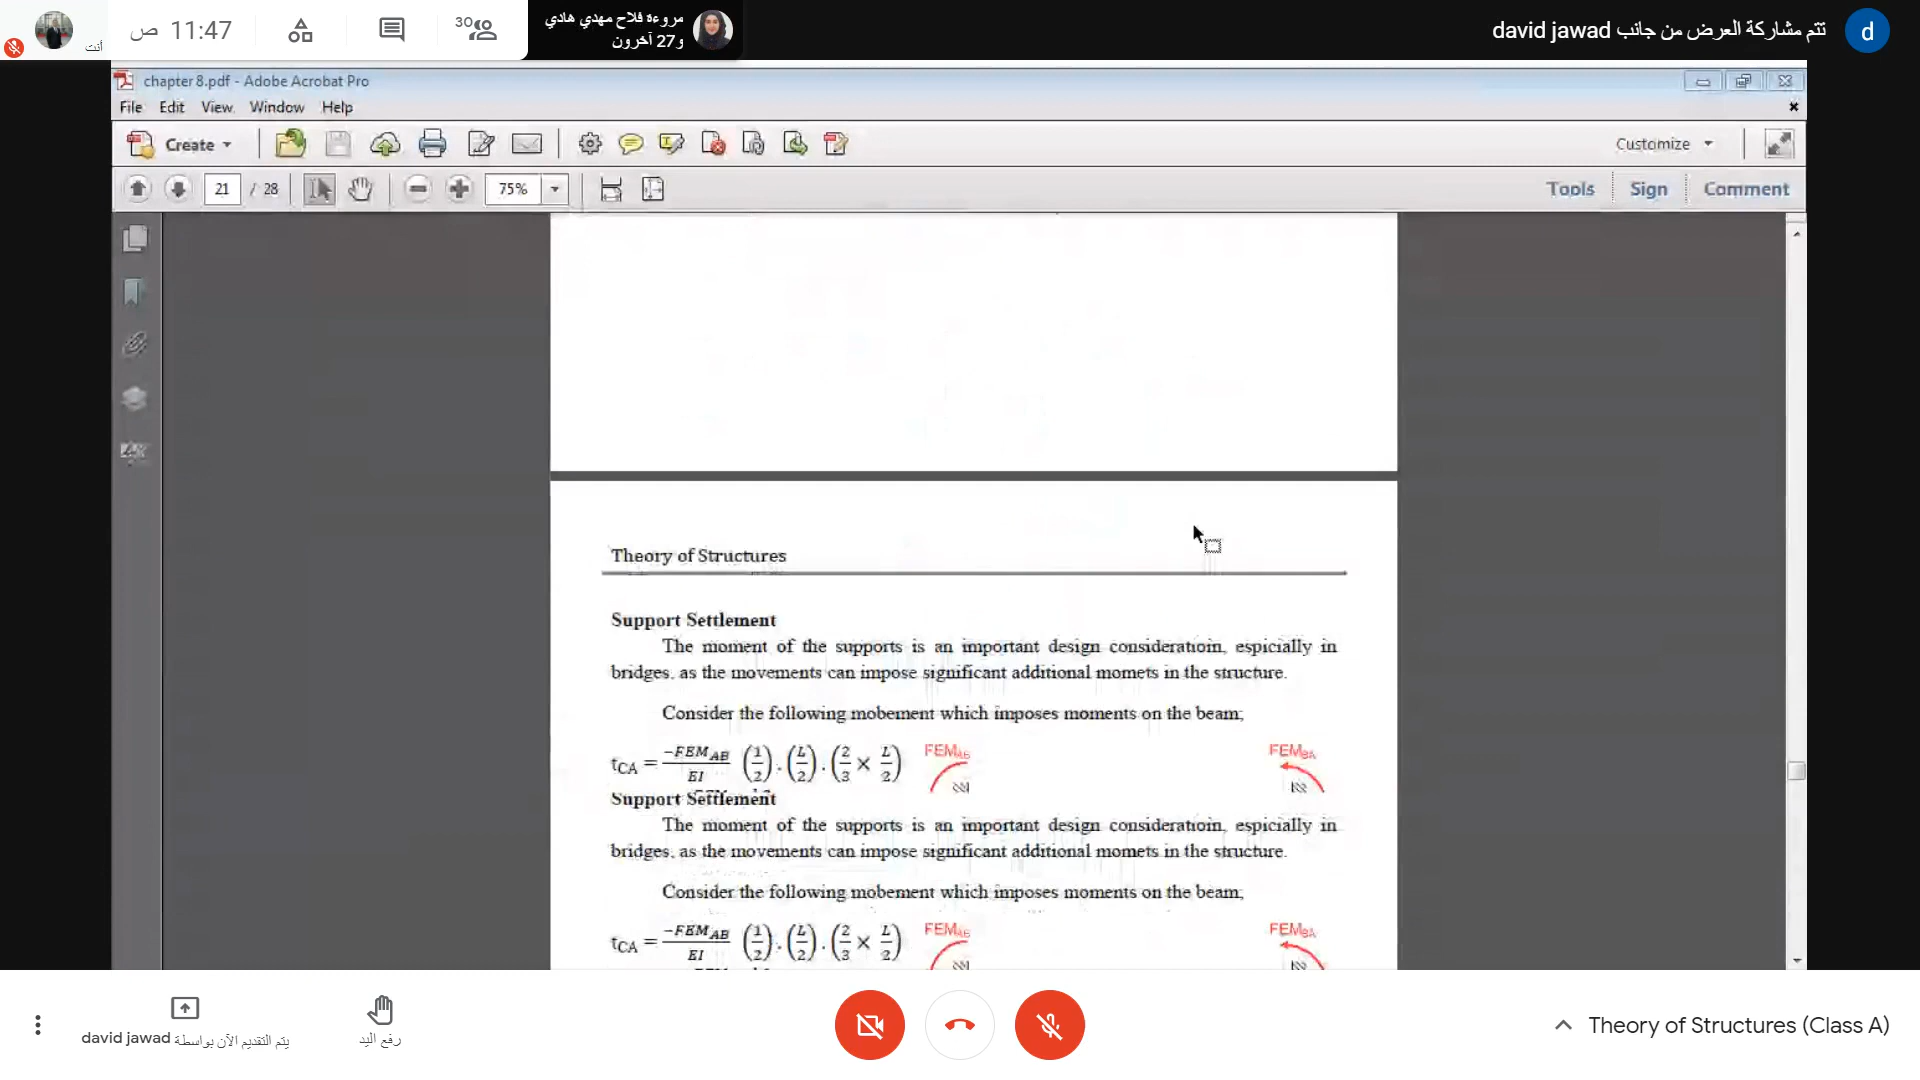 أنت
11:47 ص
30
مروءة فلاح مهدي هادي
و27 آخرون
تتم مشاركة العرض من جانب david jawad
d
chapter 8.pdf - Adobe Acrobat Pro
File Edit View Window Help
Create
Customize
21 / 28
75%
Tools Sign Comment
Theory of Structures
Support Settlement
The moment of the supports is an important design consideratioin, espicially in
bridges, as the movements can impose significant additional momets in the structure.
Consider the following mobement which imposes moments on the beam;
tCA = −FEM AB / EI (1/2) . (L/2) . (2/3 × L/2) FEMAB FEMBA
Support Settlement
The moment of the supports is an important design consideratioin, espicially in
bridges, as the movements can impose significant additional momets in the structure.
Consider the following mobement which imposes moments on the beam;
tCA = −FEM AB / EI (1/2) . (L/2) . (2/3 × L/2) FEMAB FEMBA
يتم التقديم الآن بواسطة david jawad
رفع اليد
Theory of Structures (Class A)